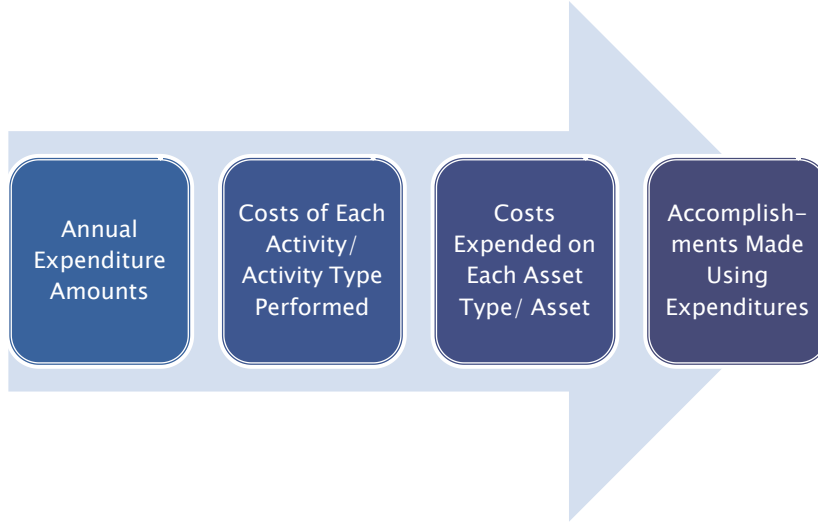 Annual
Expenditure
Amounts
Costs of Each
Activity/
Activity Type
Performed
Costs
Expended on
Each Asset
Type/ Asset
Accomplish-
ments Made
Using
Expenditures